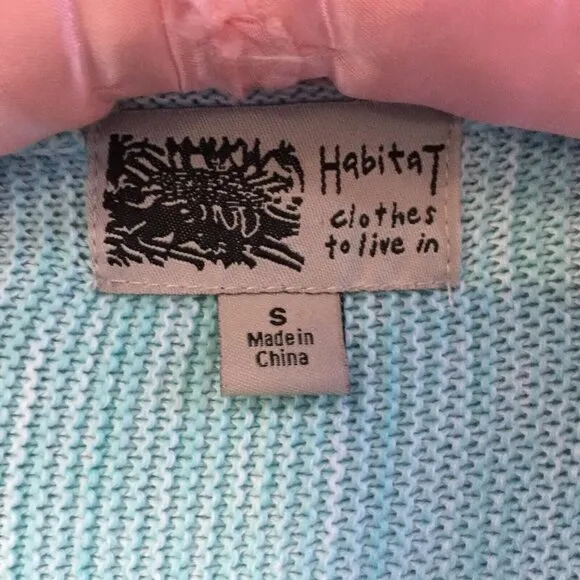 HabitaT
clothes
to live in
S
Made in
China